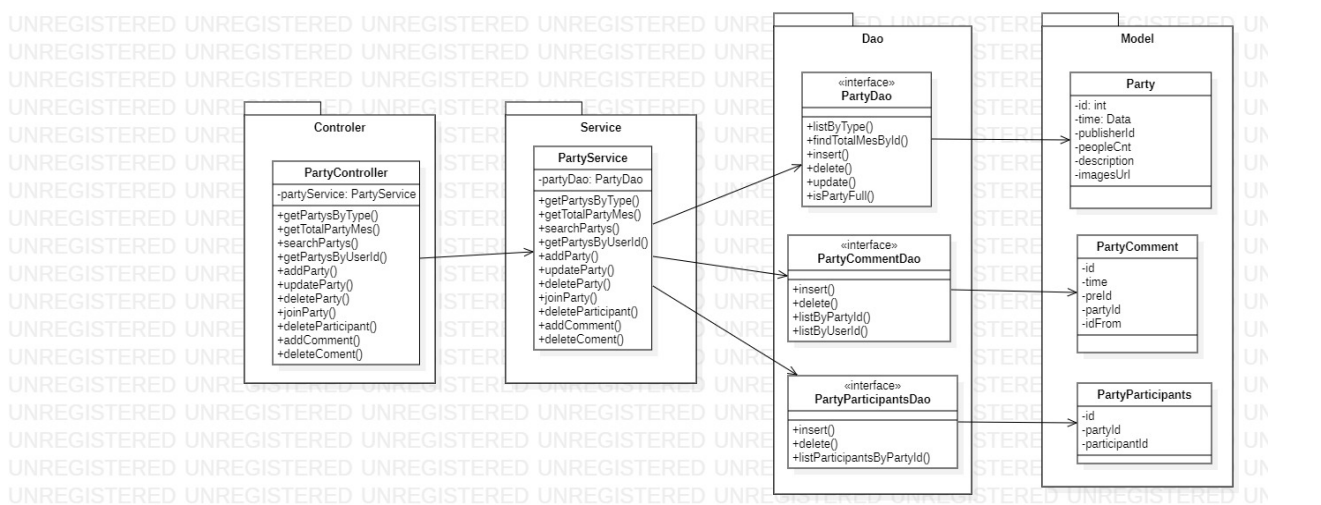 Controler
PartyController
-partyService: PartyService
+getPartysByType()
+getTotalPartyMes()
+searchPartys()
+getPartysByUserId()
+addParty()
+updateParty()
+deleteParty()
+joinParty()
+deleteParticipant()
+addComment()
+deleteComent()
Service
PartyService
-partyDao: PartyDao
+getPartysByType()
+getTotalPartyMes()
+searchPartys()
+getPartysByUserId()
+addParty()
+updateParty()
+deleteParty()
+joinParty()
+deleteParticipant()
+addComment()
+deleteComent()
Dao
«interface»
PartyDao
+listByType()
+findTotalMesById()
+insert()
+delete()
+update()
+isPartyFull()
«interface»
PartyCommentDao
+insert()
+delete()
+listByPartyId()
+listByUserId()
«interface»
PartyParticipantsDao
+insert()
+delete()
+listParticipantsByPartyId()
Model
Party
-id: int
-time: Data
-publisherId
-peopleCnt
-description
-imagesUrl
PartyComment
-id
-time
-preId
-partyId
-idFrom
PartyParticipants
-id
-partyId
-participantId
UNREGISTERED UNREGISTERED UNREGISTERED UNREGISTERED